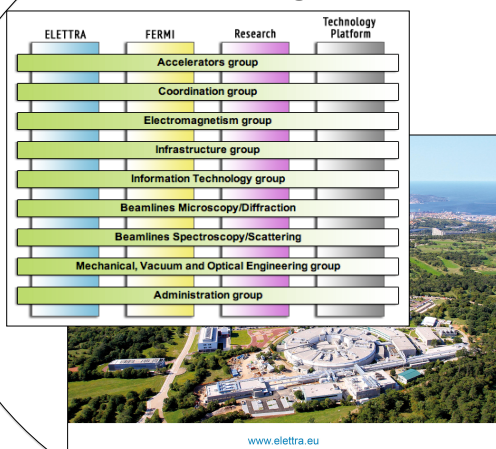 ELETTRA FERMI Research Technology Platform
Accelerators group
Coordination group
Electromagnetism group
Infrastructure group
Information Technology group
Beamlines Microscopy/Diffraction
Beamlines Spectroscopy/Scattering
Mechanical, Vacuum and Optical Engineering group
Administration group
www.elettra.eu